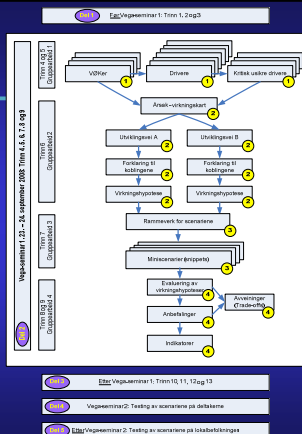 Del 1
Før Vega-seminar 1: Trinn 1, 2 og 3
Vega-seminar 1, 23. – 24. september 2008: Trinn 4, 5, 6, 7, 8 og 9
Trinn 4 og 5
Gruppearbeid 1
VØKer
1
Drivere
1
Kritisk usikre drivere
1
Trinn 6
Gruppearbeid 2
Årsak–virkningskart
2
Utviklingsvei A
2
Utviklingsvei B
2
Forklaring til
koblingene
2
Forklaring til
koblingene
2
Virkningshypotese
2
Virkningshypotese
2
Trinn 7
Gruppearbeid 3
Rammeverk for scenariene
3
Miniscenarier (snippets)
3
Trinn 8 og 9
Gruppearbeid 4
Evaluering av
virkningshypoteser
4
Avveininger
(Trade-offs)
4
Anbefalinger
4
Indikatorer
4
Del 3
Etter Vega-seminar 1: Trinn 10, 11, 12 og 13
Del 4
Vega-seminar 2: Testing av scenariene på deltakerne
Del 5
Etter Vega-seminar 2: Testing av scenariene på lokalbefolkningen